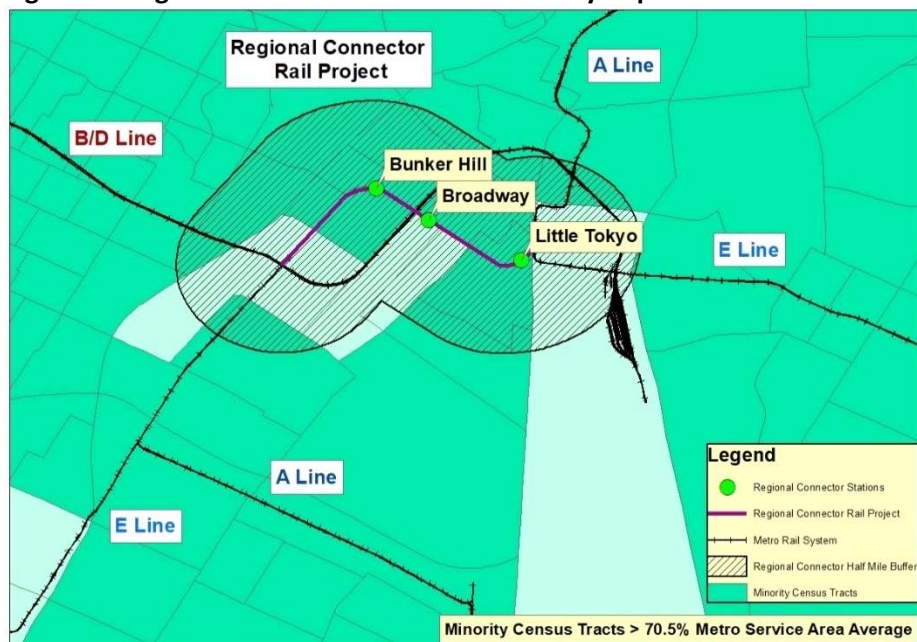 Regional Connector
Rail Project
A Line
B/D Line
Bunker Hill
Broadway
Little Tokyo
E Line
A Line
E Line
Legend
Regional Connector Stations
Regional Connector Rail Project
Metro Rail System
Regional Connector Half Mile Buffer
Minority Census Tracts
Minority Census Tracts > 70.5% Metro Service Area Average